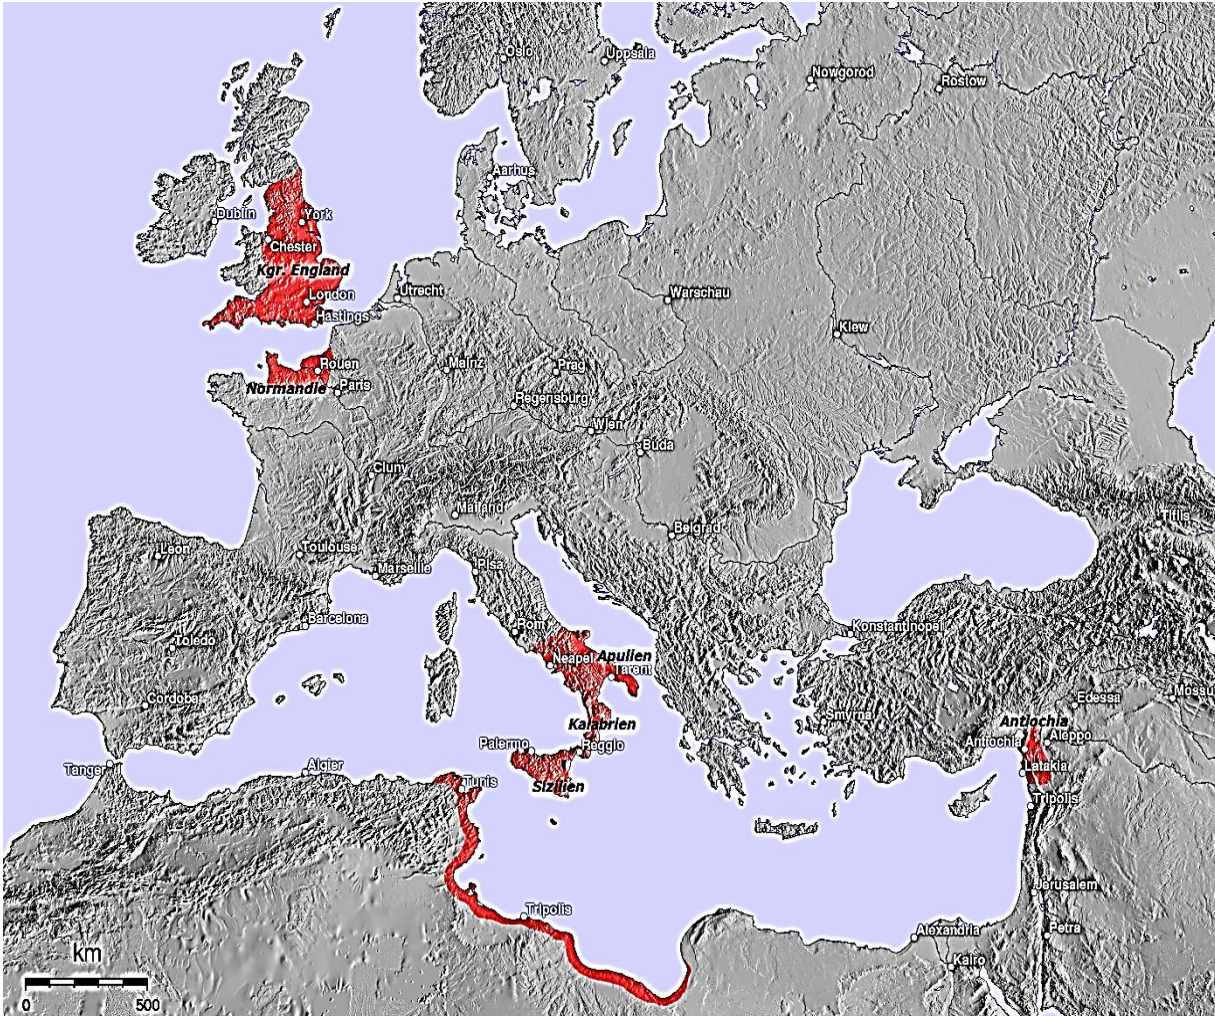 Oslo
Uppsala
Nowgorod
Rostow
Aarhus
Dublin
York
Chester
Kgr. England
London
Utrecht
Warschau
Hastings
Kiew
Rouen
Mainz
Prag
Normandie
Paris
Regensburg
Wien
Buda
Cluny
Mailand
Belgrad
Tiflis
Leon
Toulouse
Marseille
Pisa
Barcelona
Rom
Konstantinopel
Toledo
Neapel
Apulien
Tarent
Cordoba
Edessa
Mossu
Smyrna
Kalabrien
Antiochia
Palermo
Reggio
Antiochia
Aleppo
Tanger
Algier
Tunis
Sizilien
Latakia
Tripolis
Jerusalem
Tripolis
Alexandria
Petra
Kairo
km
0
500